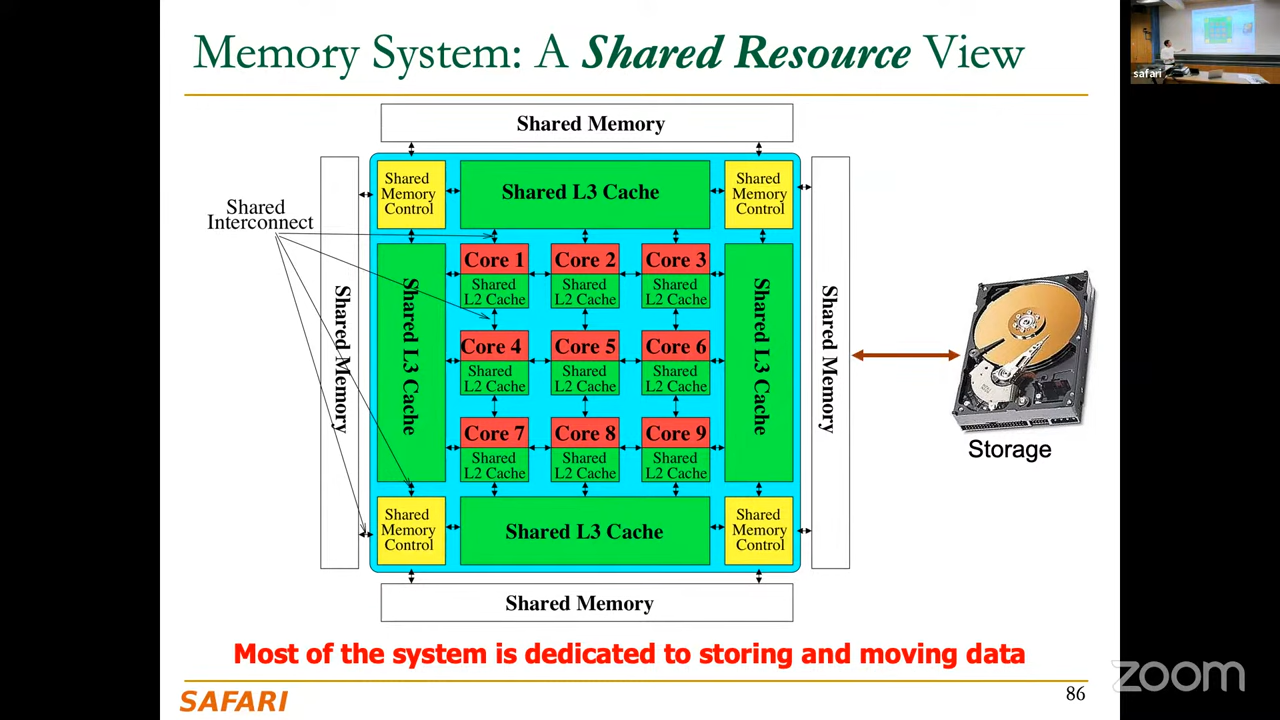 Memory System: A Shared Resource View
safari
Shared Memory
Shared
Memory
Control
Shared L3 Cache
Shared
Memory
Control
Shared
Interconnect
Shared Memory
Shared L3 Cache
Core 1
Shared
L2 Cache
Core 2
Shared
L2 Cache
Core 3
Shared
L2 Cache
Core 4
Shared
L2 Cache
Core 5
Shared
L2 Cache
Core 6
Shared
L2 Cache
Core 7
Shared
L2 Cache
Core 8
Shared
L2 Cache
Core 9
Shared
L2 Cache
Shared L3 Cache
Shared Memory
Storage
Shared
Memory
Control
Shared L3 Cache
Shared
Memory
Control
Shared Memory
Most of the system is dedicated to storing and moving data
SAFARI
86
zoom